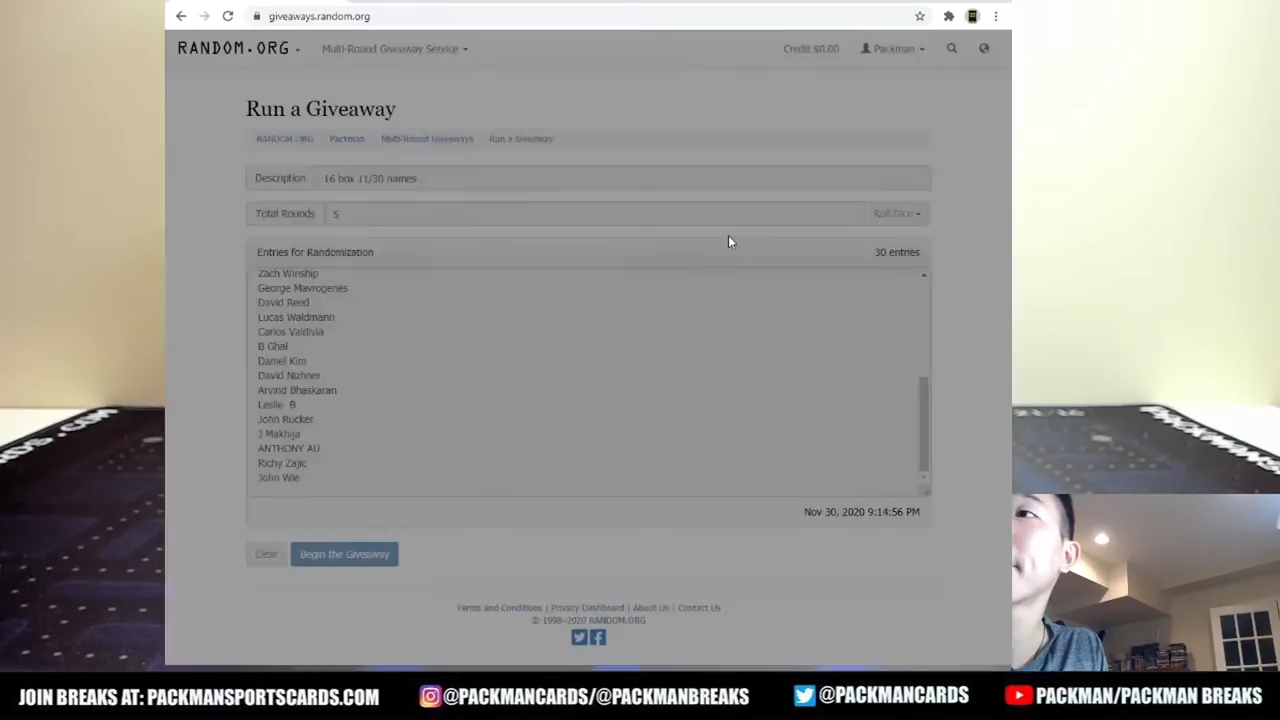 giveaways.random.org
RANDOM.ORG Multi-Round Giveaway Service Credit $0.00 Packman
Run a Giveaway
RANDOM.ORG Packman Multi-Round Giveaways Run a Giveaway
Description 16 box 11/30 names
Total Rounds 5 Roll Dice
Entries for Randomization 30 entries
Zach Winship
George Mavrogenes
David Reed
Lucas Waldmann
Carlos Valdivia
B Ghal
Daniel Kim
David Nizhner
Arvind Bhaskaran
Leslie B
John Rucker
J Makhija
ANTHONY AU
Richy Zajic
John Wie
Nov 30, 2020 9:14:56 PM
Clear Begin the Giveaway
Terms and Conditions | Privacy Dashboard | About Us | Contact Us
© 1998–2020 RANDOM.ORG
DS.COM
PACKMANS
JOIN BREAKS AT: PACKMANSPORTSCARDS.COM @PACKMANCARDS/@PACKMANBREAKS @PACKMANCARDS PACKMAN/PACKMAN BREAKS